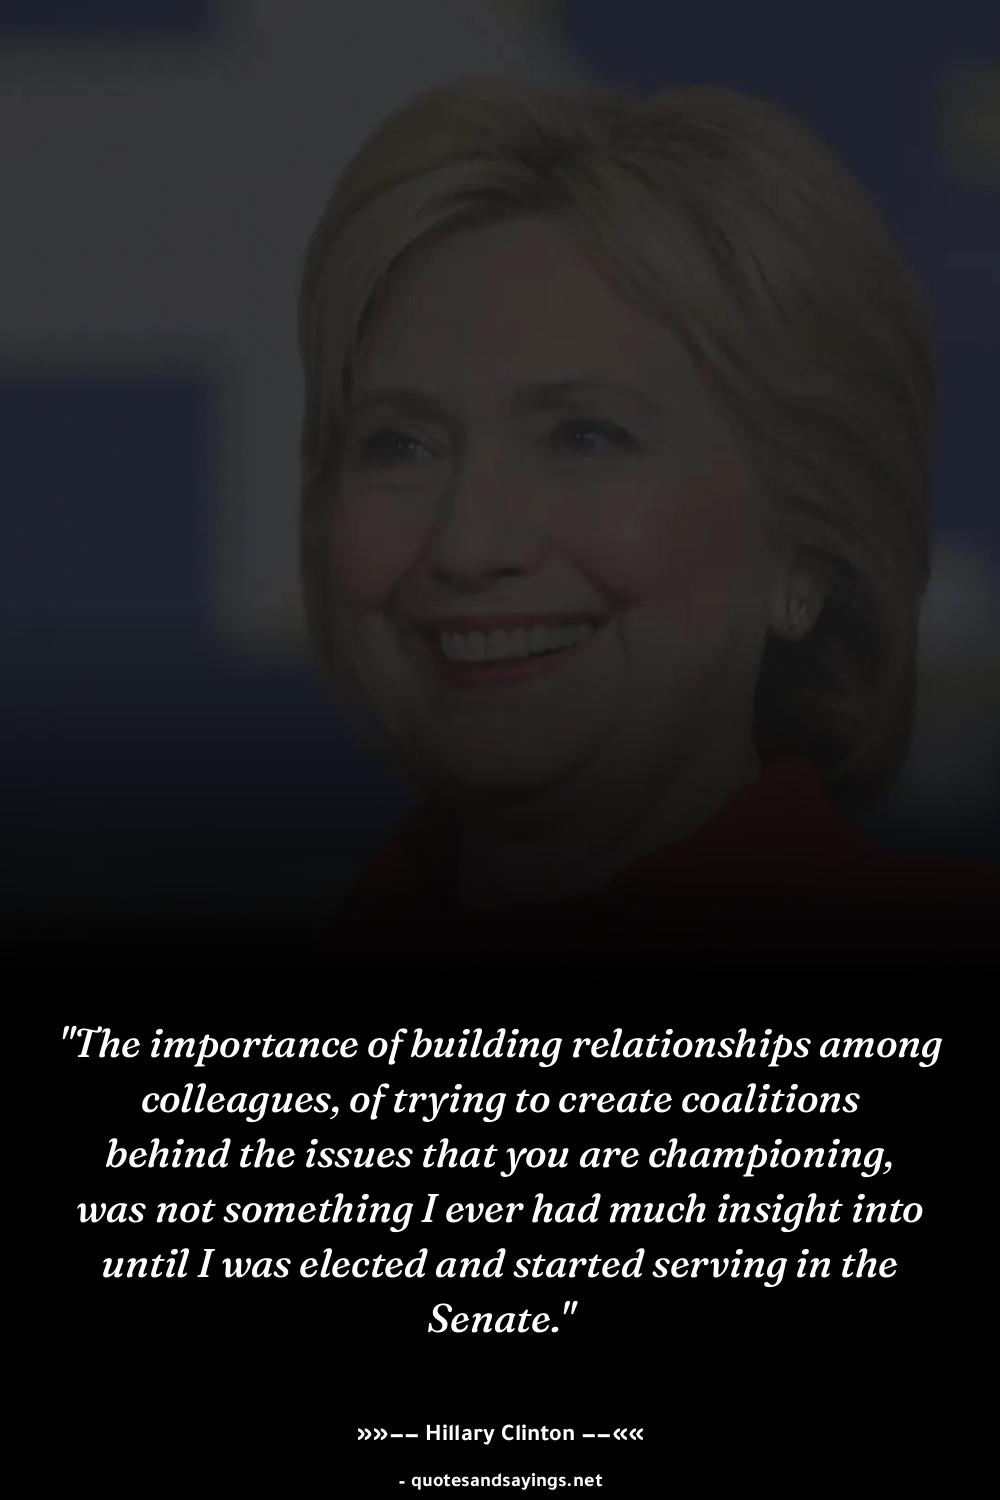 "The importance of building relationships among
colleagues, of trying to create coalitions
behind the issues that you are championing,
was not something I ever had much insight into
until I was elected and started serving in the
Senate."
»»−− Hillary Clinton −−««
- quotesandsayings.net